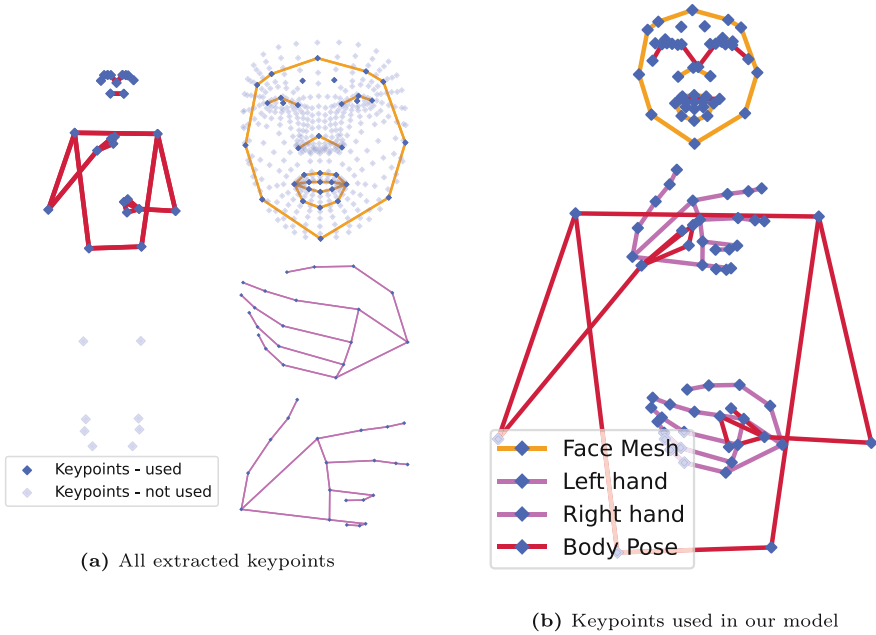 Keypoints - used
Keypoints - not used
(a) All extracted keypoints
Face Mesh
Left hand
Right hand
Body Pose
(b) Keypoints used in our model